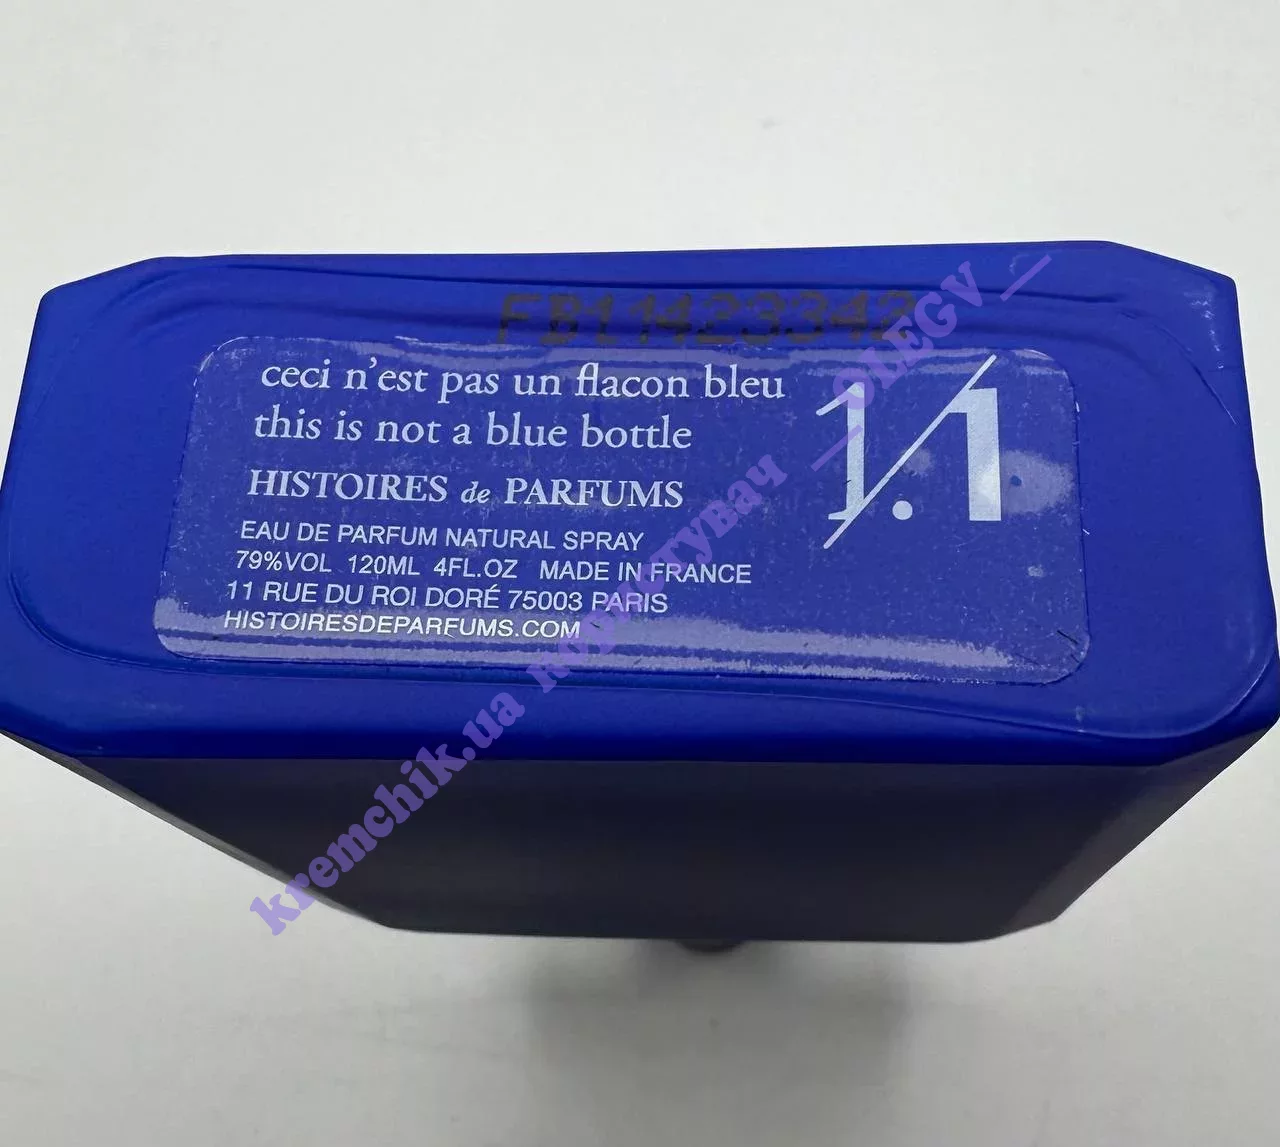 FB11423342
ceci n'est pas un flacon bleu
this is not a blue bottle
1/.1
HISTOIRES de PARFUMS
EAU DE PARFUM NATURAL SPRAY
79%VOL 120ML 4FL.OZ MADE IN FRANCE
11 RUE DU ROI DORÉ 75003 PARIS
HISTOIRESDEPARFUMS.COM
kremchik.ua користувач __OLEGV__